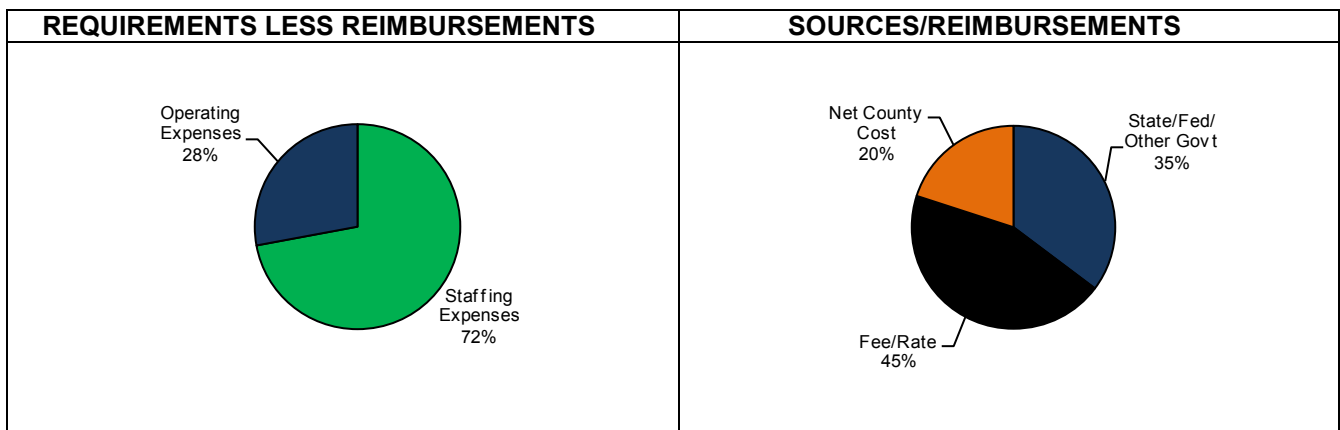 REQUIREMENTS LESS REIMBURSEMENTS
SOURCES/REIMBURSEMENTS
Operating
Expenses
28%
Staffing
Expenses
72%
Net County
Cost
20%
State/Fed/
Other Govt
35%
Fee/Rate
45%